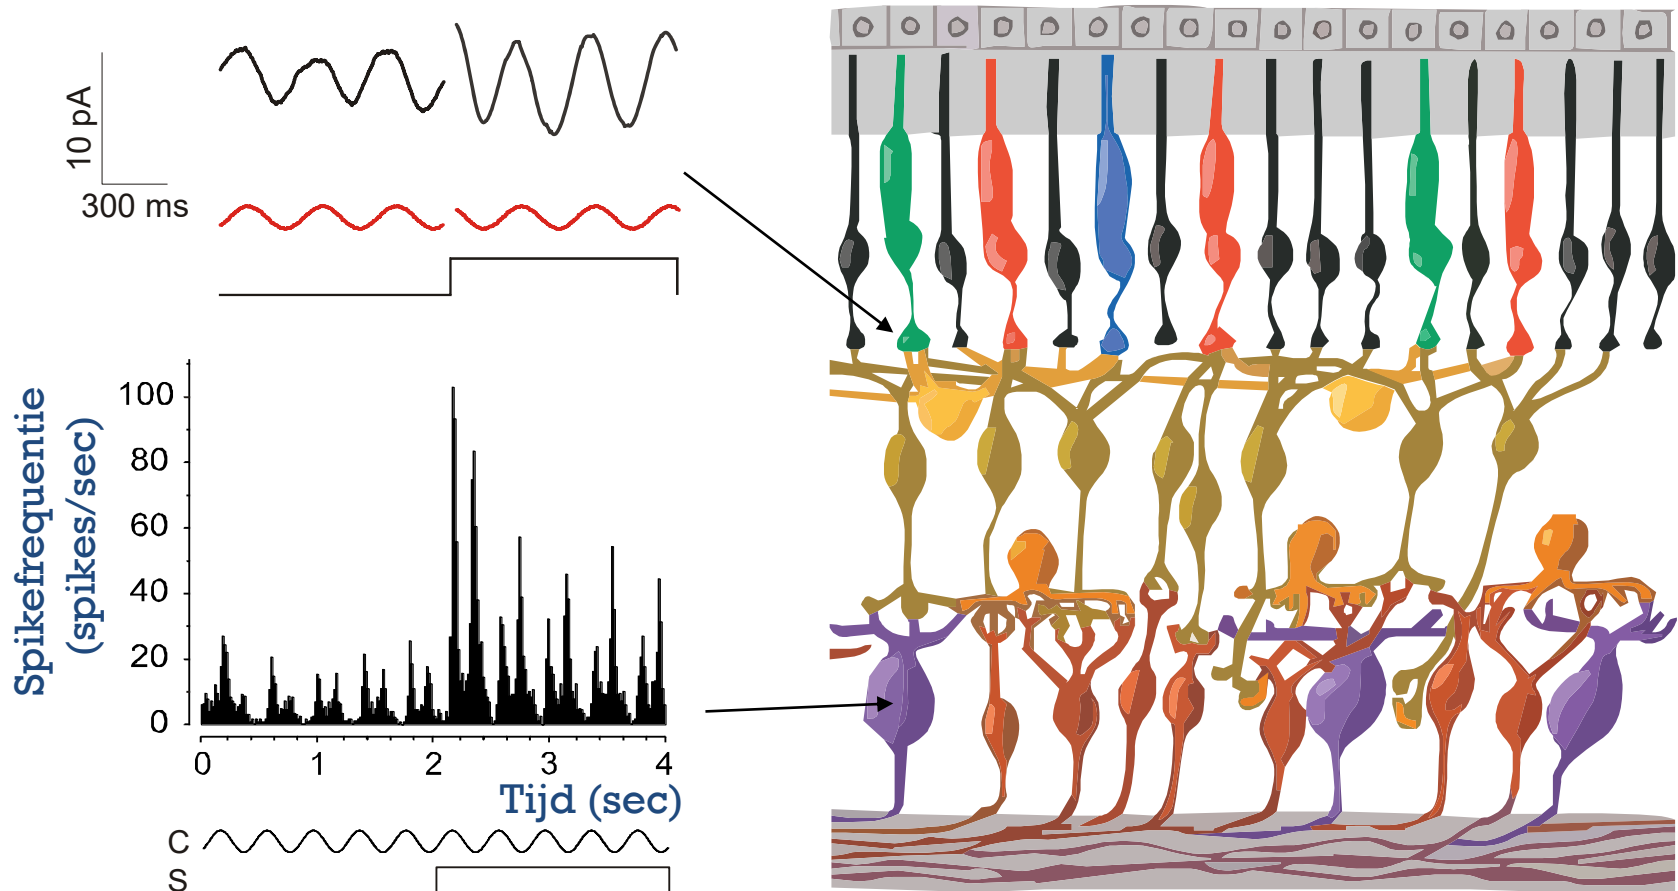 10 pA
300 ms
Spikefrequentie
(spikes/sec)
100
80
60
40
20
0
0 1 2 3 4
Tijd (sec)
C
S